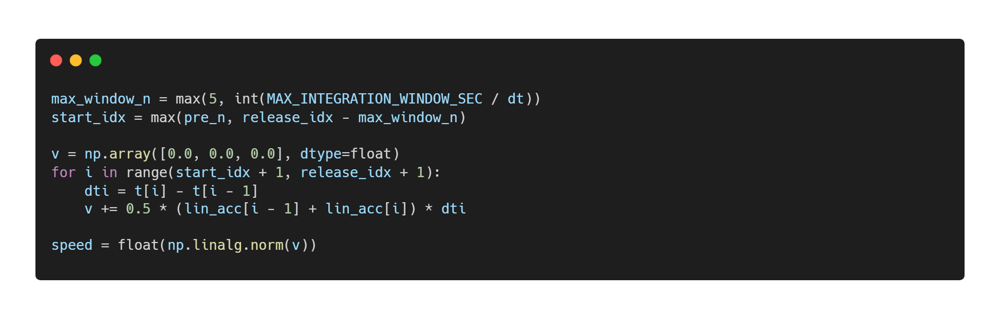 max_window_n = max(5, int(MAX_INTEGRATION_WINDOW_SEC / dt))
start_idx = max(pre_n, release_idx - max_window_n)

v = np.array([0.0, 0.0, 0.0], dtype=float)
for i in range(start_idx + 1, release_idx + 1):
    dti = t[i] - t[i - 1]
    v += 0.5 * (lin_acc[i - 1] + lin_acc[i]) * dti

speed = float(np.linalg.norm(v))